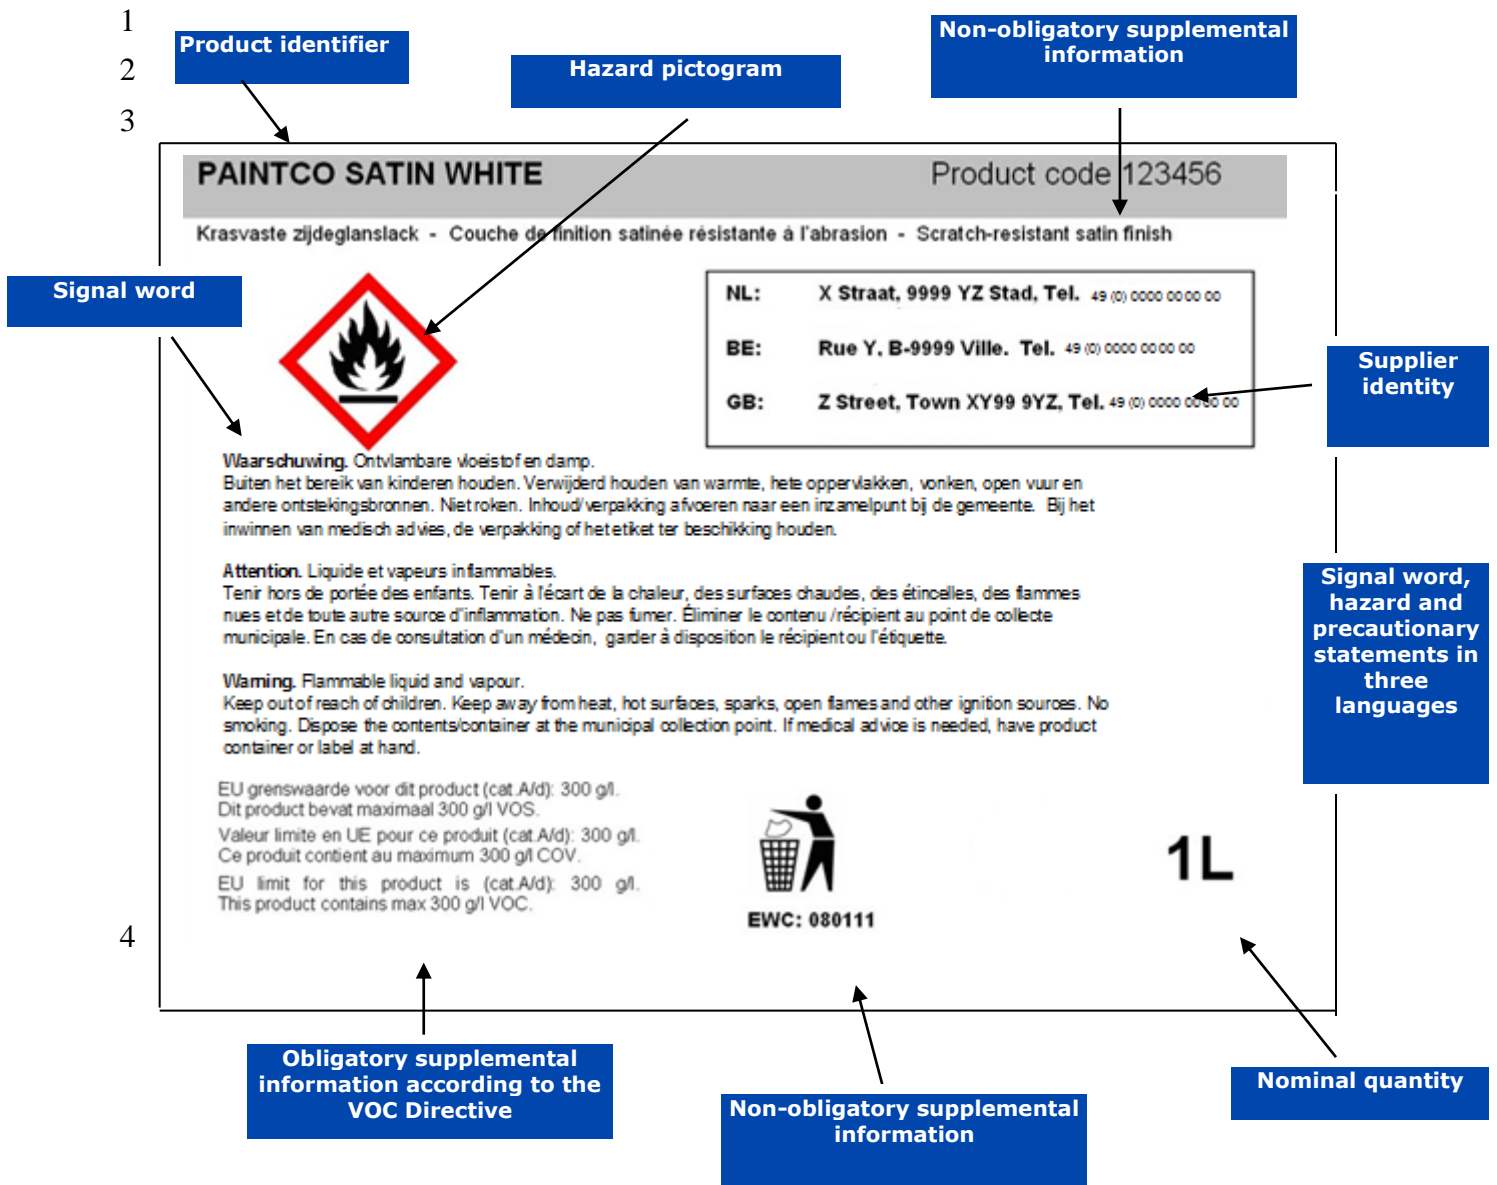 1
Product identifier
Non-obligatory supplemental
information
2
Hazard pictogram
3
PAINTCO SATIN WHITE
Product code 123456
Krasvaste zijdeglanslack - Couche de finition satinée résistante à l'abrasion - Scratch-resistant satin finish
Signal word
NL: X Straat, 9999 YZ Stad, Tel. 49 (0) 0000 00 00 00
BE: Rue Y, B-9999 Ville. Tel. 49 (0) 0000 00 00 00
GB: Z Street, Town XY99 9YZ, Tel. 49 (0) 0000 00 00 00
Supplier
identity
Waarschuwing. Ontvlambare vloeistof en damp.
Buiten het bereik van kinderen houden. Verwijderd houden van warmte, hete oppervlakken, vonken, open vuur en
andere ontstekingsbronnen. Niet roken. Inhoud/verpakking afvoeren naar een inzamelpunt bij de gemeente. Bij het
inwinnen van medisch advies, de verpakking of het etiket ter beschikking houden.
Attention. Liquide et vapeurs inflammables.
Tenir hors de portée des enfants. Tenir à l'écart de la chaleur, des surfaces chaudes, des étincelles, des flammes
nues et de toute autre source d'inflammation. Ne pas fumer. Éliminer le contenu /récipient au point de collecte
municipale. En cas de consultation d'un médecin, garder à disposition le récipient ou l'étiquette.
Warning. Flammable liquid and vapour.
Keep out of reach of children. Keep away from heat, hot surfaces, sparks, open flames and other ignition sources. No
smoking. Dispose the contents/container at the municipal collection point. If medical advice is needed, have product
container or label at hand.
Signal word,
hazard and
precautionary
statements in
three
languages
EU grenswaarde voor dit product (cat.A/d): 300 g/l.
Dit product bevat maximaal 300 g/l VOS.
Valeur limite en UE pour ce produit (cat.A/d): 300 g/l.
Ce produit contient au maximum 300 g/l COV.
EU limit for this product is (cat.A/d): 300 g/l.
This product contains max 300 g/l VOC.
EWC: 080111
1L
4
Obligatory supplemental
information according to the
VOC Directive
Non-obligatory supplemental
information
Nominal quantity